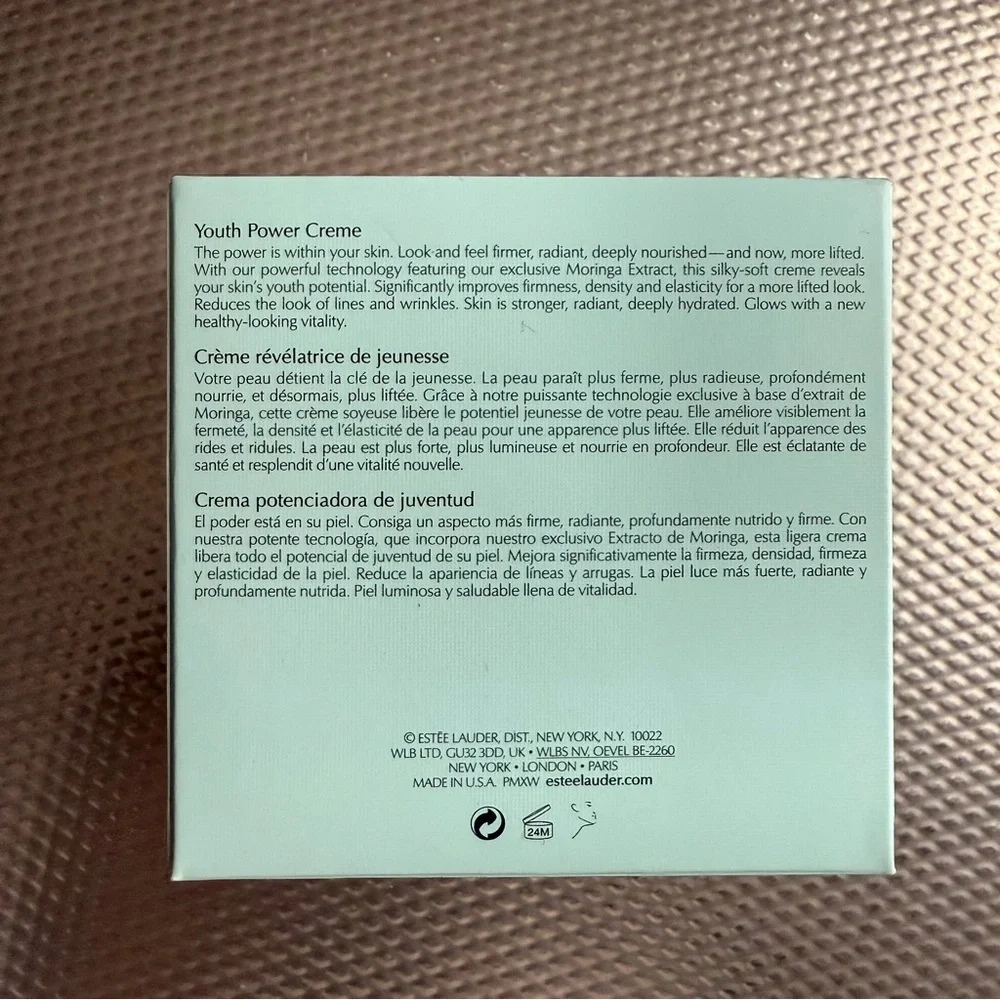 Youth Power Creme
The power is within your skin. Look and feel firmer, radiant, deeply nourished—and now, more lifted.
With our powerful technology featuring our exclusive Moringa Extract, this silky-soft creme reveals
your skin's youth potential. Significantly improves firmness, density and elasticity for a more lifted look.
Reduces the look of lines and wrinkles. Skin is stronger, radiant, deeply hydrated. Glows with a new
healthy-looking vitality.
Crème révélatrice de jeunesse
Votre peau détient la clé de la jeunesse. La peau paraît plus ferme, plus radieuse, profondément
nourrie, et désormais, plus liftée. Grâce à notre puissante technologie exclusive à base d'extrait de
Moringa, cette crème soyeuse libère le potentiel jeunesse de votre peau. Elle améliore visiblement la
fermeté, la densité et l'élasticité de la peau pour une apparence plus liftée. Elle réduit l'apparence des
rides et ridules. La peau est plus forte, plus lumineuse et nourrie en profondeur. Elle est éclatante de
santé et resplendit d'une vitalité nouvelle.
Crema potenciadora de juventud
El poder está en su piel. Consiga un aspecto más firme, radiante, profundamente nutrido y firme. Con
nuestra potente tecnología, que incorpora nuestro exclusivo Extracto de Moringa, esta ligera crema
libera todo el potencial de juventud de su piel. Mejora significativamente la firmeza, densidad, firmeza
y elasticidad de la piel. Reduce la apariencia de líneas y arrugas. La piel luce más fuerte, radiante y
profundamente nutrida. Piel luminosa y saludable llena de vitalidad.
© ESTÉE LAUDER, DIST., NEW YORK, N.Y. 10022
WLB LTD, GU32 3DD, UK • WLBS NV, OEVEL BE-2260
NEW YORK • LONDON • PARIS
MADE IN U.S.A. PMXW esteelauder.com
24M